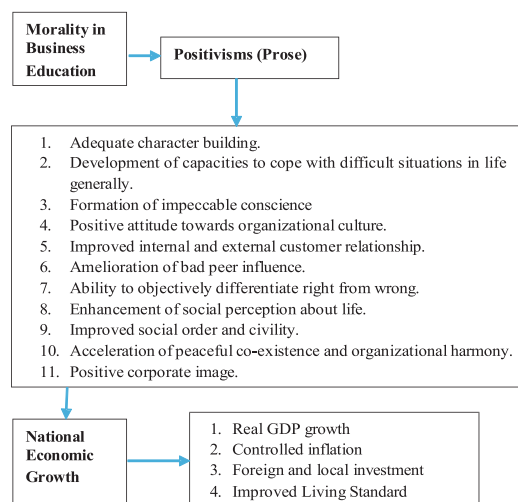 Morality in
Business
Education
Positivisms (Prose)
1. Adequate character building.
2. Development of capacities to cope with difficult situations in life
generally.
3. Formation of impeccable conscience
4. Positive attitude towards organizational culture.
5. Improved internal and external customer relationship.
6. Amelioration of bad peer influence.
7. Ability to objectively differentiate right from wrong.
8. Enhancement of social perception about life.
9. Improved social order and civility.
10. Acceleration of peaceful co-existence and organizational harmony.
11. Positive corporate image.
National
Economic
Growth
1. Real GDP growth
2. Controlled inflation
3. Foreign and local investment
4. Improved Living Standard